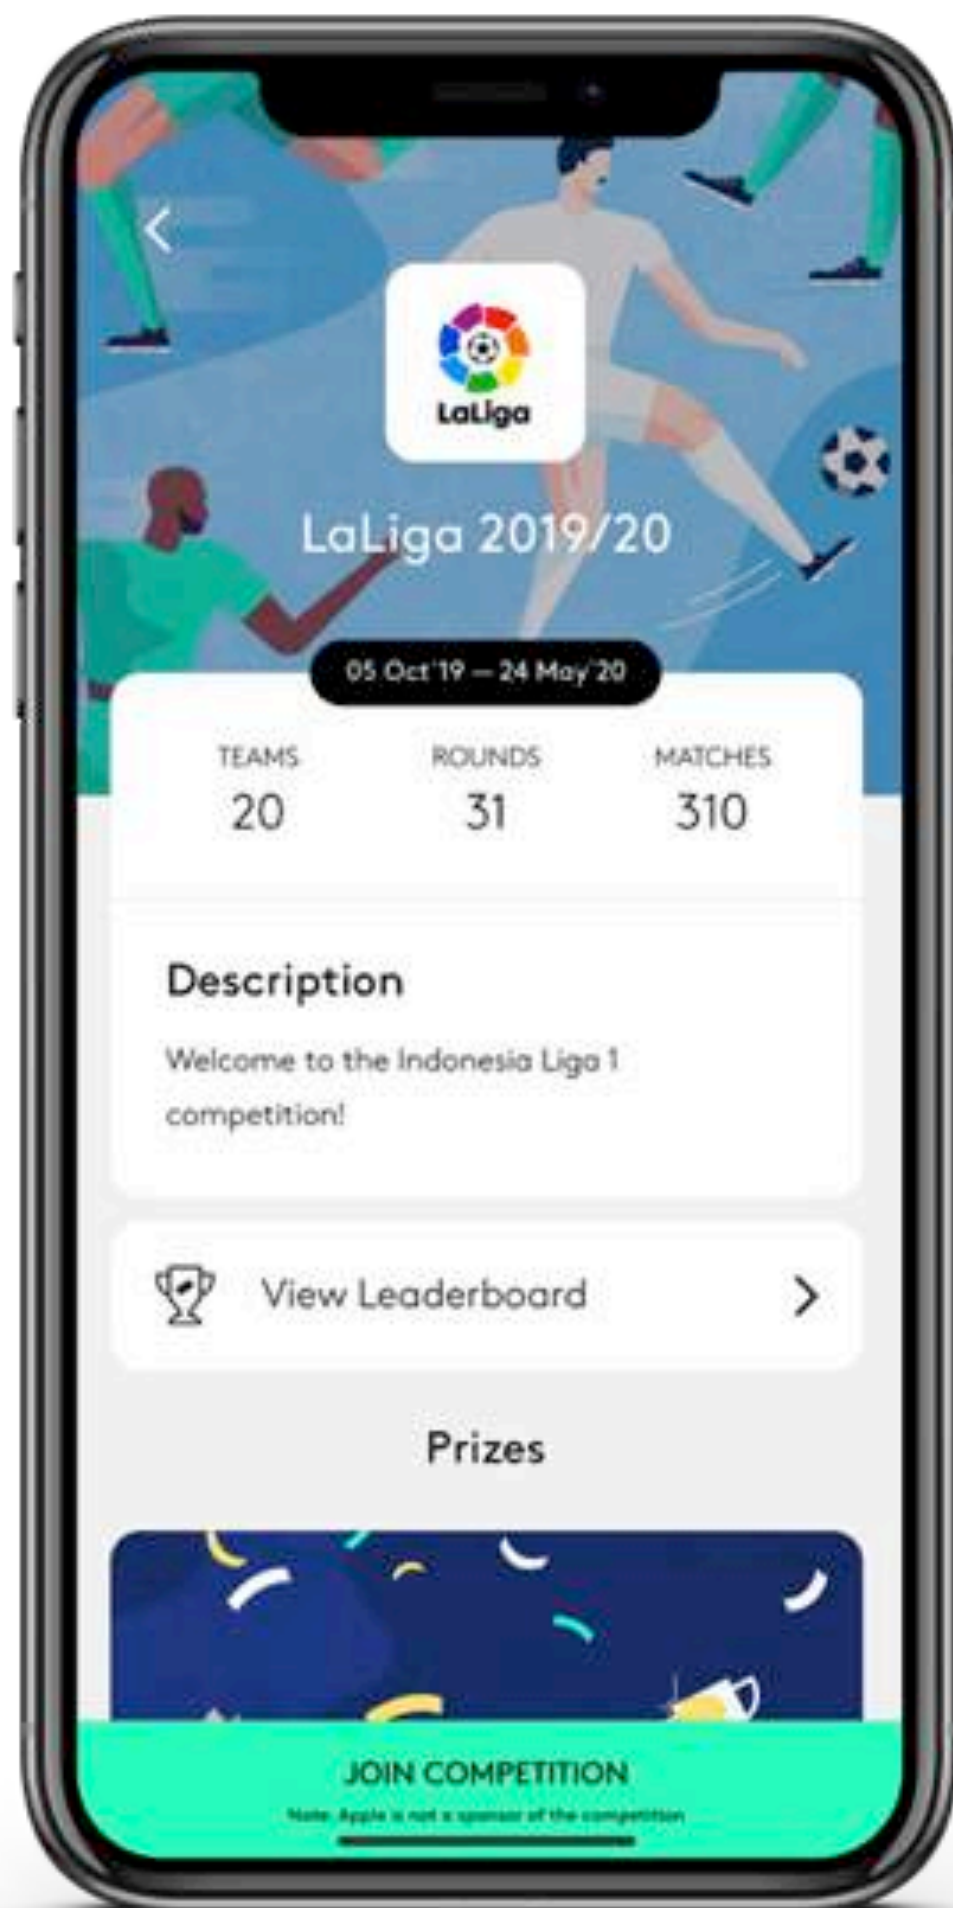 LaLiga
LaLiga 2019/20
05 Oct'19 — 24 May'20
TEAMS ROUNDS MATCHES
20 31 310
Description
Welcome to the Indonesia Liga 1
competition!
View Leaderboard
Prizes
JOIN COMPETITION
Note: Apple is not a sponsor of the competition